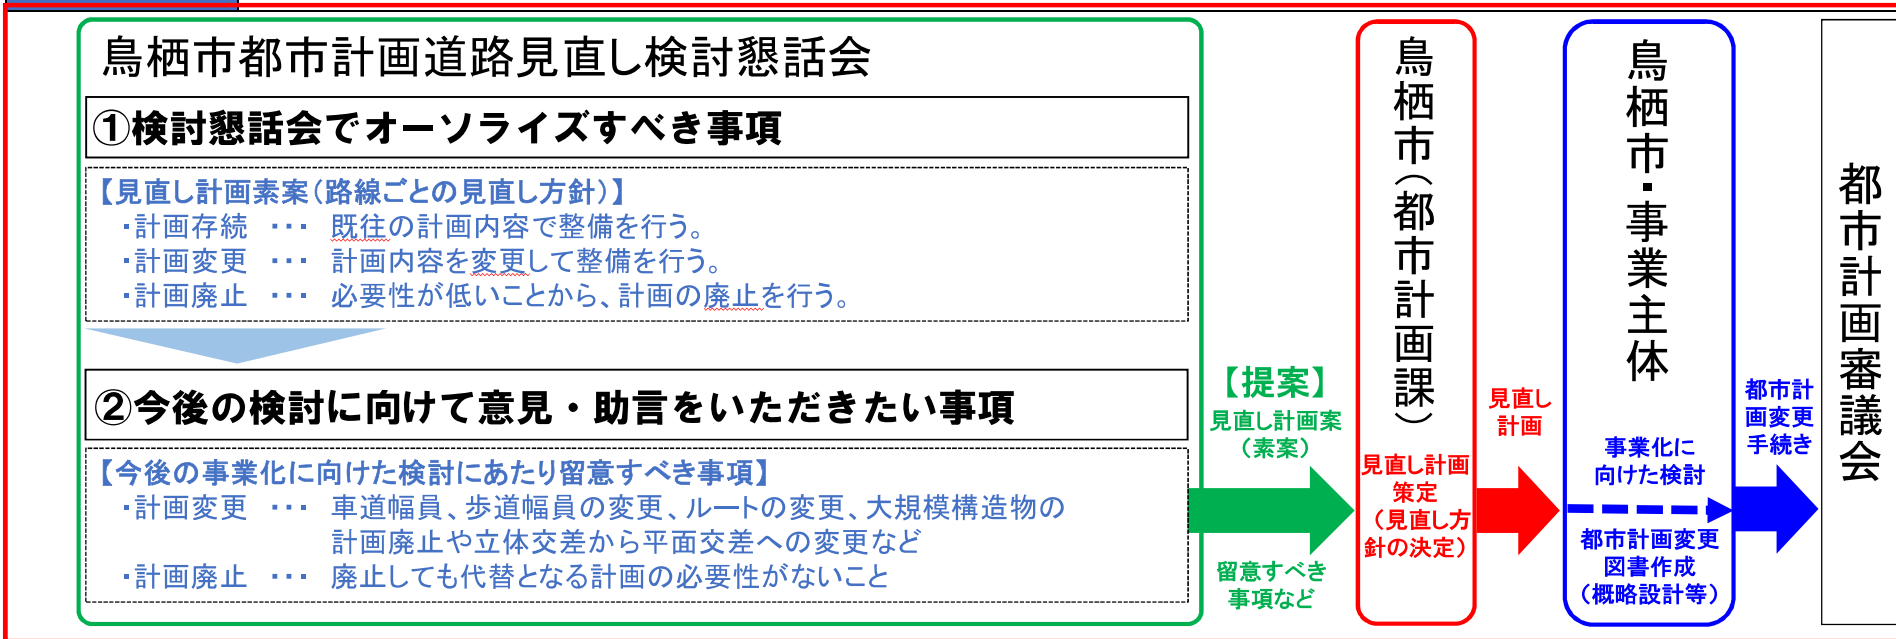 鳥栖市都市計画道路見直し検討懇話会
①検討懇話会でオーソライズすべき事項
【見直し計画素案（路線ごとの見直し方針）】
・計画存続 ･･･ 既往の計画内容で整備を行う。
・計画変更 ･･･ 計画内容を変更して整備を行う。
・計画廃止 ･･･ 必要性が低いことから、計画の廃止を行う。
②今後の検討に向けて意見・助言をいただきたい事項
【今後の事業化に向けた検討にあたり留意すべき事項】
・計画変更 ･･･ 車道幅員、歩道幅員の変更、ルートの変更、大規模構造物の
計画廃止や立体交差から平面交差への変更など
・計画廃止 ･･･ 廃止しても代替となる計画の必要性がないこと
【提案】
見直し計画案
（素案）
留意すべき
事項など
鳥栖市（都市計画課）
見直し計画
策定
（見直し方
針の決定）
見直し
計画
鳥栖市・事業主体
事業化に
向けた検討
都市計画変更
図書作成
（概略設計等）
都市計
画変更
手続き
都市計画審議会